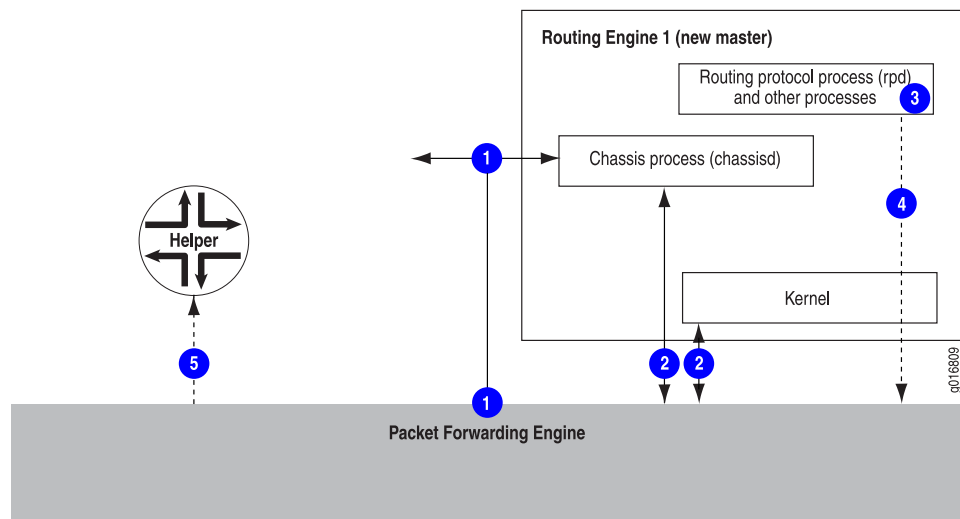 Routing Engine 1 (new master)
Routing protocol process (rpd)
and other processes
3
1
Chassis process (chassisd)
4
Helper
Kernel
5
2
2
g016809
1
Packet Forwarding Engine